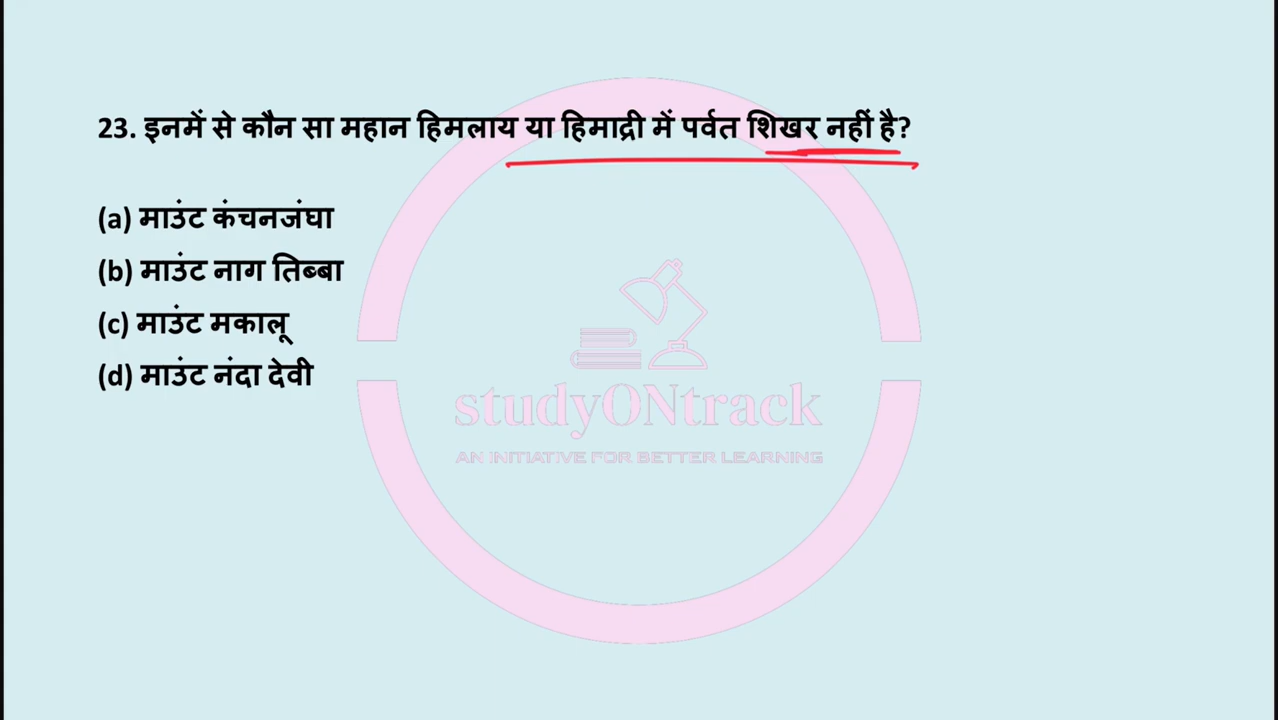 23. इनमें से कौन सा महान हिमलाय या हिमाद्री में पर्वत शिखर नहीं है?
(a) माउंट कंचनजंघा
(b) माउंट नाग तिब्बा
(c) माउंट मकालू
(d) माउंट नंदा देवी
studyONtrack
AN INITIATIVE FOR BETTER LEARNING